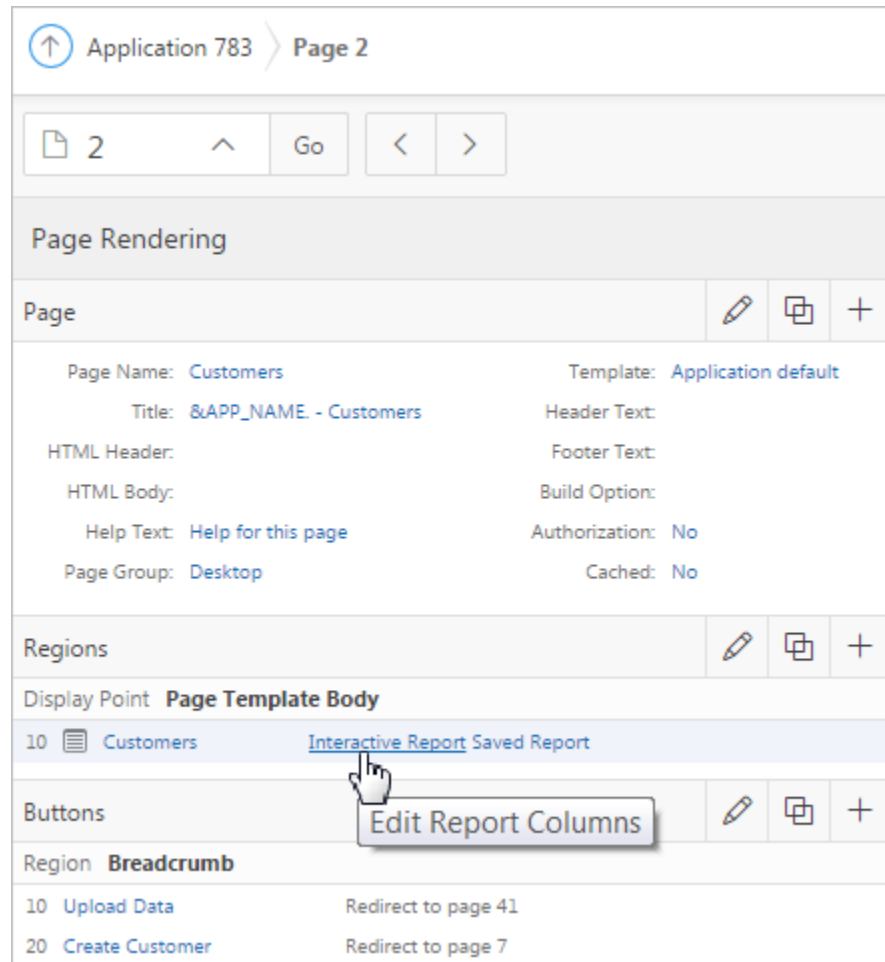 Application 783 Page 2
2 Go
Page Rendering
Page
Page Name: Customers Template: Application default
Title: &APP_NAME. - Customers Header Text:
HTML Header: Footer Text:
HTML Body: Build Option:
Help Text: Help for this page Authorization: No
Page Group: Desktop Cached: No
Regions
Display Point Page Template Body
10 Customers Interactive Report Saved Report
Edit Report Columns
Buttons
Region Breadcrumb
10 Upload Data Redirect to page 41
20 Create Customer Redirect to page 7